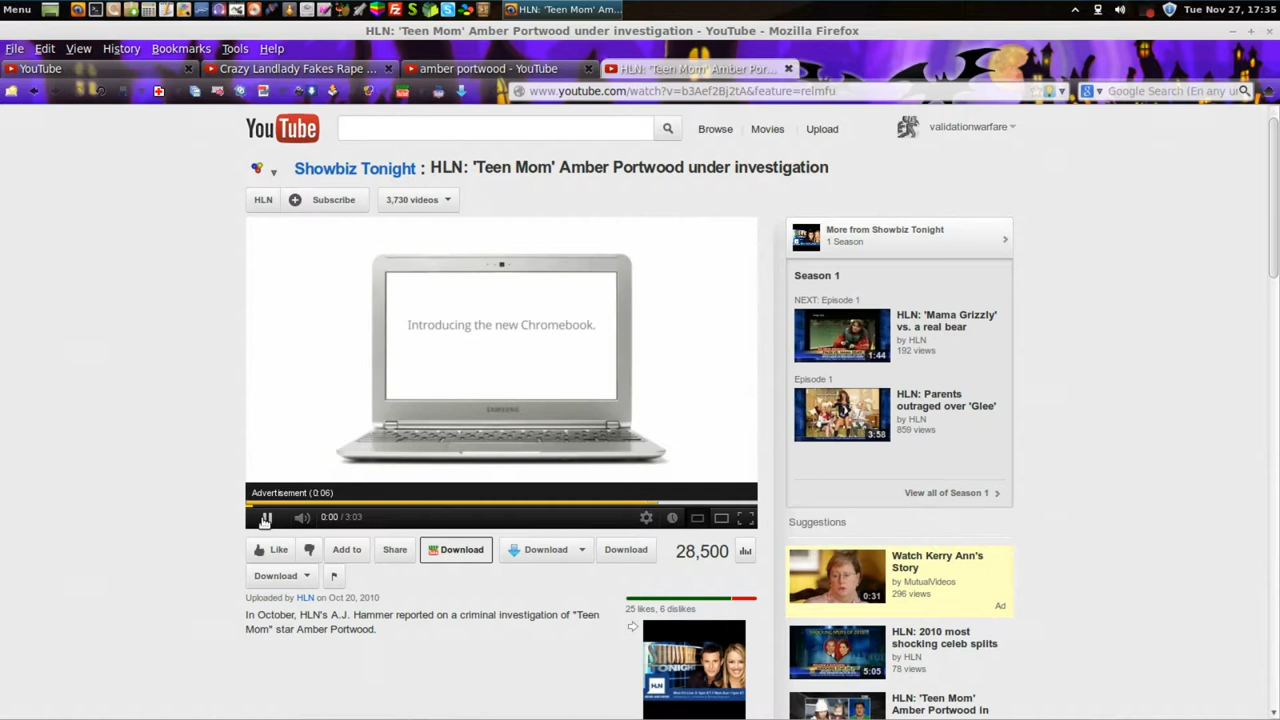 Menu
HLN: 'Teen Mom' Am...
Tue Nov 27, 17:35
HLN: 'Teen Mom' Amber Portwood under investigation - YouTube - Mozilla Firefox
File Edit View History Bookmarks Tools Help
YouTube
Crazy Landlady Fakes Rape ...
amber portwood - YouTube
HLN: 'Teen Mom' Amber Por...
www.youtube.com/watch?v=b3Aef2Bj2tA&feature=relmfu
Google Search (En any ur
YouTube
Browse Movies Upload
validationwarfare
Showbiz Tonight : HLN: 'Teen Mom' Amber Portwood under investigation
HLN Subscribe 3,730 videos
Introducing the new Chromebook.
SAMSUNG
Advertisement (0:06)
0:00 / 3:03
Like Add to Share Download Download Download
28,500
Download
Uploaded by HLN on Oct 20, 2010
In October, HLN's A.J. Hammer reported on a criminal investigation of "Teen
Mom" star Amber Portwood.
25 likes, 6 dislikes
TONIGHT
HLN
More from Showbiz Tonight
1 Season
Season 1
NEXT: Episode 1
HLN: 'Mama Grizzly'
vs. a real bear
by HLN
192 views
1:44
Episode 1
HLN: Parents
outraged over 'Glee'
by HLN
859 views
3:58
View all of Season 1
Suggestions
Watch Kerry Ann's
Story
by MutualVideos
296 views
Ad
0:31
HLN: 2010 most
shocking celeb splits
by HLN
78 views
5:05
HLN: 'Teen Mom'
Amber Portwood in